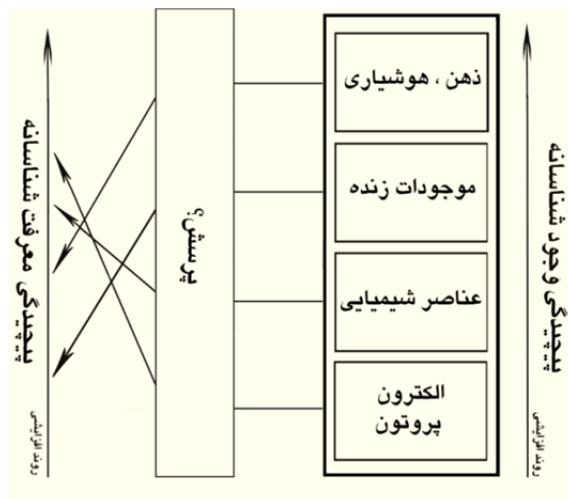 پیچیدگی وجود شناسانه
روند افزایشی
ذهن ، هوشیاری
موجودات زنده
عناصر شیمیایی
الکترون
پروتون
پرسش؟
پیچیدگی معرفت شناسانه
روند افزایشی